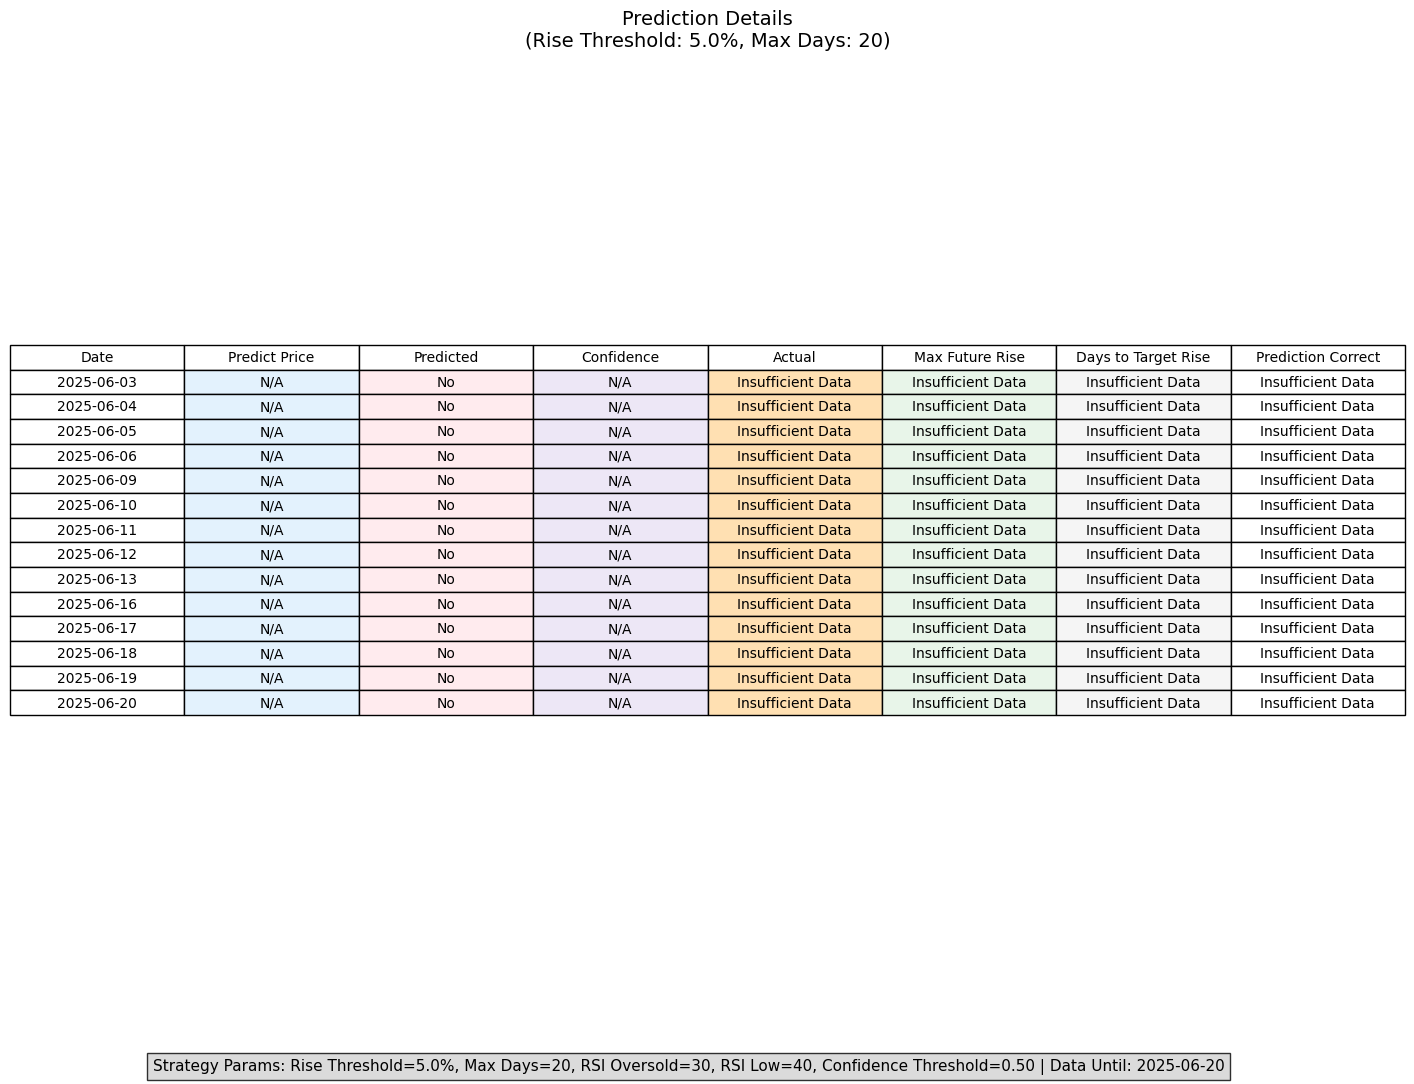 Prediction Details
(Rise Threshold: 5.0%, Max Days: 20)
Date Predict Price Predicted Confidence Actual Max Future Rise Days to Target Rise Prediction Correct
2025-06-03 N/A No N/A Insufficient Data Insufficient Data Insufficient Data Insufficient Data
2025-06-04 N/A No N/A Insufficient Data Insufficient Data Insufficient Data Insufficient Data
2025-06-05 N/A No N/A Insufficient Data Insufficient Data Insufficient Data Insufficient Data
2025-06-06 N/A No N/A Insufficient Data Insufficient Data Insufficient Data Insufficient Data
2025-06-09 N/A No N/A Insufficient Data Insufficient Data Insufficient Data Insufficient Data
2025-06-10 N/A No N/A Insufficient Data Insufficient Data Insufficient Data Insufficient Data
2025-06-11 N/A No N/A Insufficient Data Insufficient Data Insufficient Data Insufficient Data
2025-06-12 N/A No N/A Insufficient Data Insufficient Data Insufficient Data Insufficient Data
2025-06-13 N/A No N/A Insufficient Data Insufficient Data Insufficient Data Insufficient Data
2025-06-16 N/A No N/A Insufficient Data Insufficient Data Insufficient Data Insufficient Data
2025-06-17 N/A No N/A Insufficient Data Insufficient Data Insufficient Data Insufficient Data
2025-06-18 N/A No N/A Insufficient Data Insufficient Data Insufficient Data Insufficient Data
2025-06-19 N/A No N/A Insufficient Data Insufficient Data Insufficient Data Insufficient Data
2025-06-20 N/A No N/A Insufficient Data Insufficient Data Insufficient Data Insufficient Data
Strategy Params: Rise Threshold=5.0%, Max Days=20, RSI Oversold=30, RSI Low=40, Confidence Threshold=0.50 | Data Until: 2025-06-20